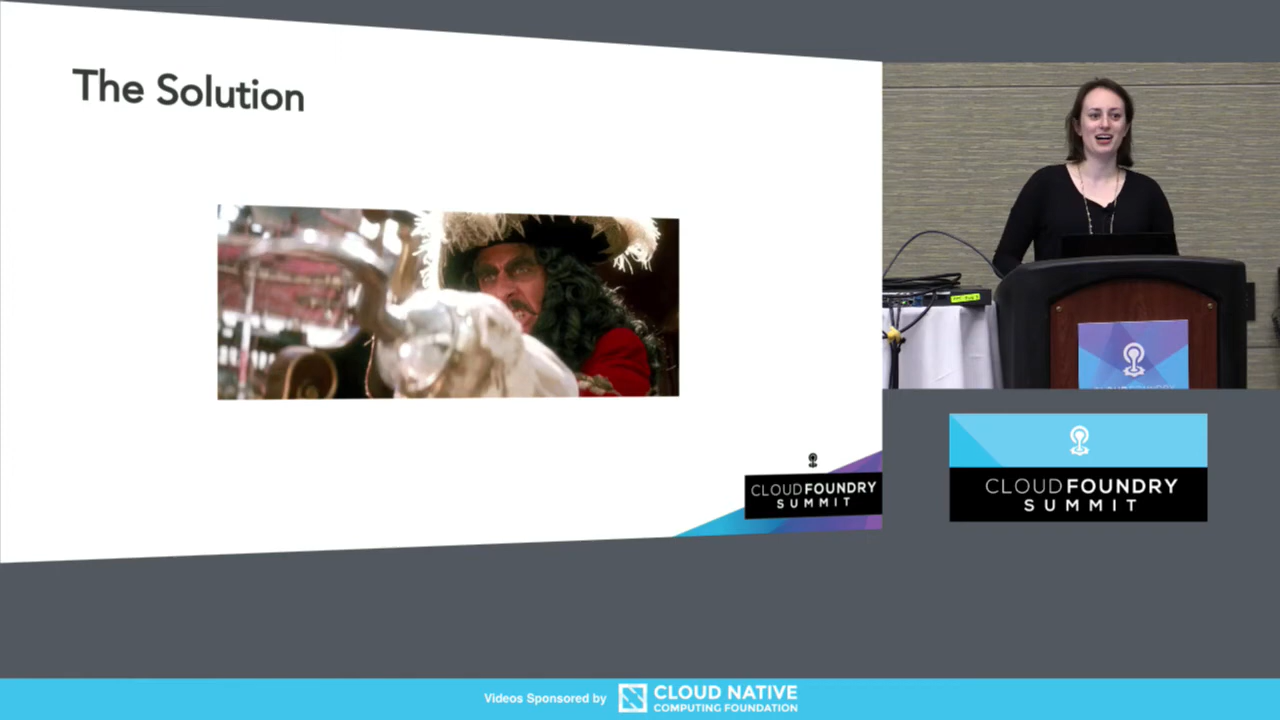 The Solution
CLOUDFOUNDRY
SUMMIT
CLOUDFOUNDRY
SUMMIT
Videos Sponsored by
CLOUD NATIVE
COMPUTING FOUNDATION